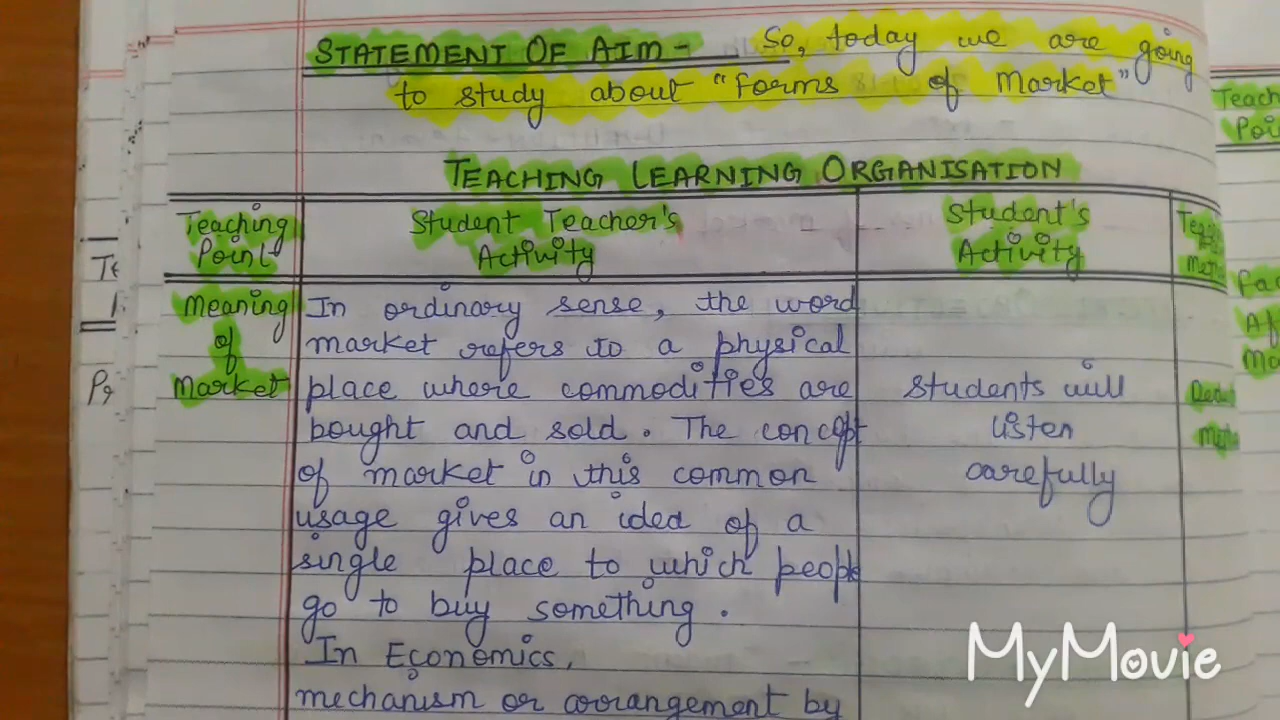 STATEMENT OF AIM - So, today we are going
to study about "Forms of Market"
TEACHING LEARNING ORGANISATION
Teaching Point
Student Teacher's Activity
Student's Activity
Meaning of Market
In ordinary sense, the word
market refers to a physical
place where commodities are
bought and sold. The concept
of market in this common
usage gives an idea of a
single place to which people
go to buy something.
In Economics,
mechanism or arrangement by
Students will
listen
carefully
MyMovie